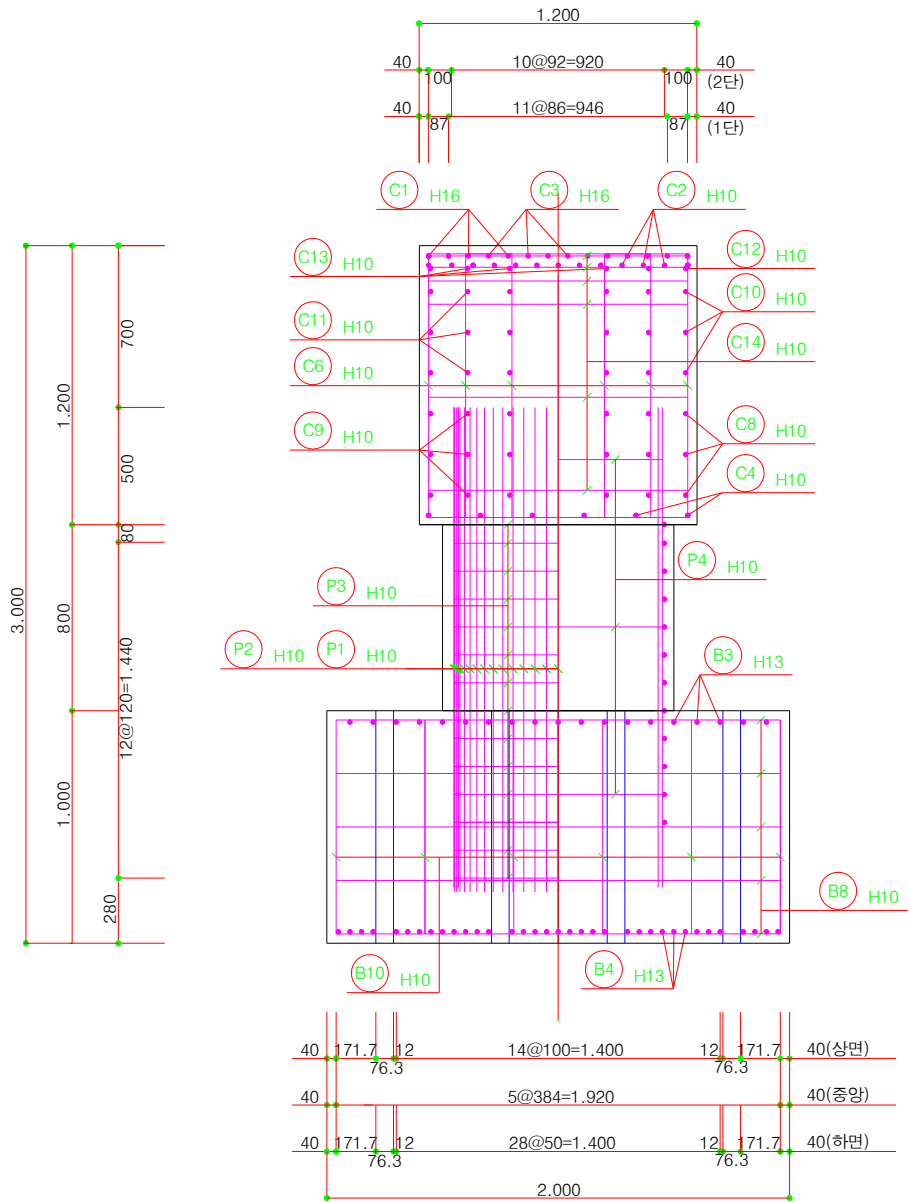 1.200
40 10@92=920 40
100 100 (2단)
40 11@86=946 40
87 87 (1단)
C1 H16 C3 H16 C2 H10
C13 H10 C12 H10
C11 H10 C10 H10
C14 H10
C6 H10
C9 H10 C8 H10
C4 H10
700
1.200
500
80
3.000
800
12@120=1.440
1.000
280
P3 H10 P4 H10
P2 H10 P1 H10 B3 H13
B8 H10
B10 H10 B4 H13
40 171.7 12 14@100=1.400 12 171.7 40(상면)
76.3 76.3
40 5@384=1.920 40(중앙)
40 171.7 12 28@50=1.400 12 171.7 40(하면)
76.3 76.3
2.000